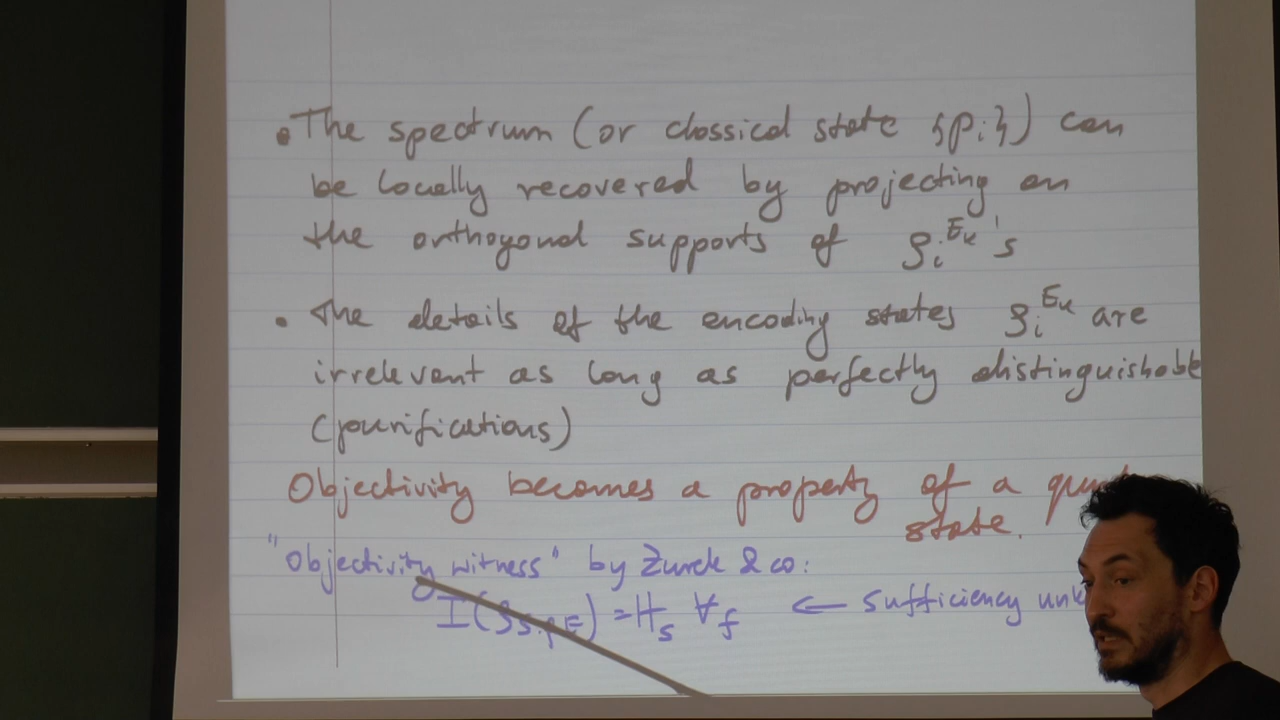 • The spectrum (or classical state {pi}) can
be locally recovered by projecting on
the orthogonal supports of ρi^Ek's
• the details of the encoding states ρi^Ek are
irrelevant as long as perfectly distinguishable
(purifications)
Objectivity becomes a property of a
state.
"Objectivity witness" by Zurek & co:
I(ρS:fE) = HS ∀f ← sufficiency